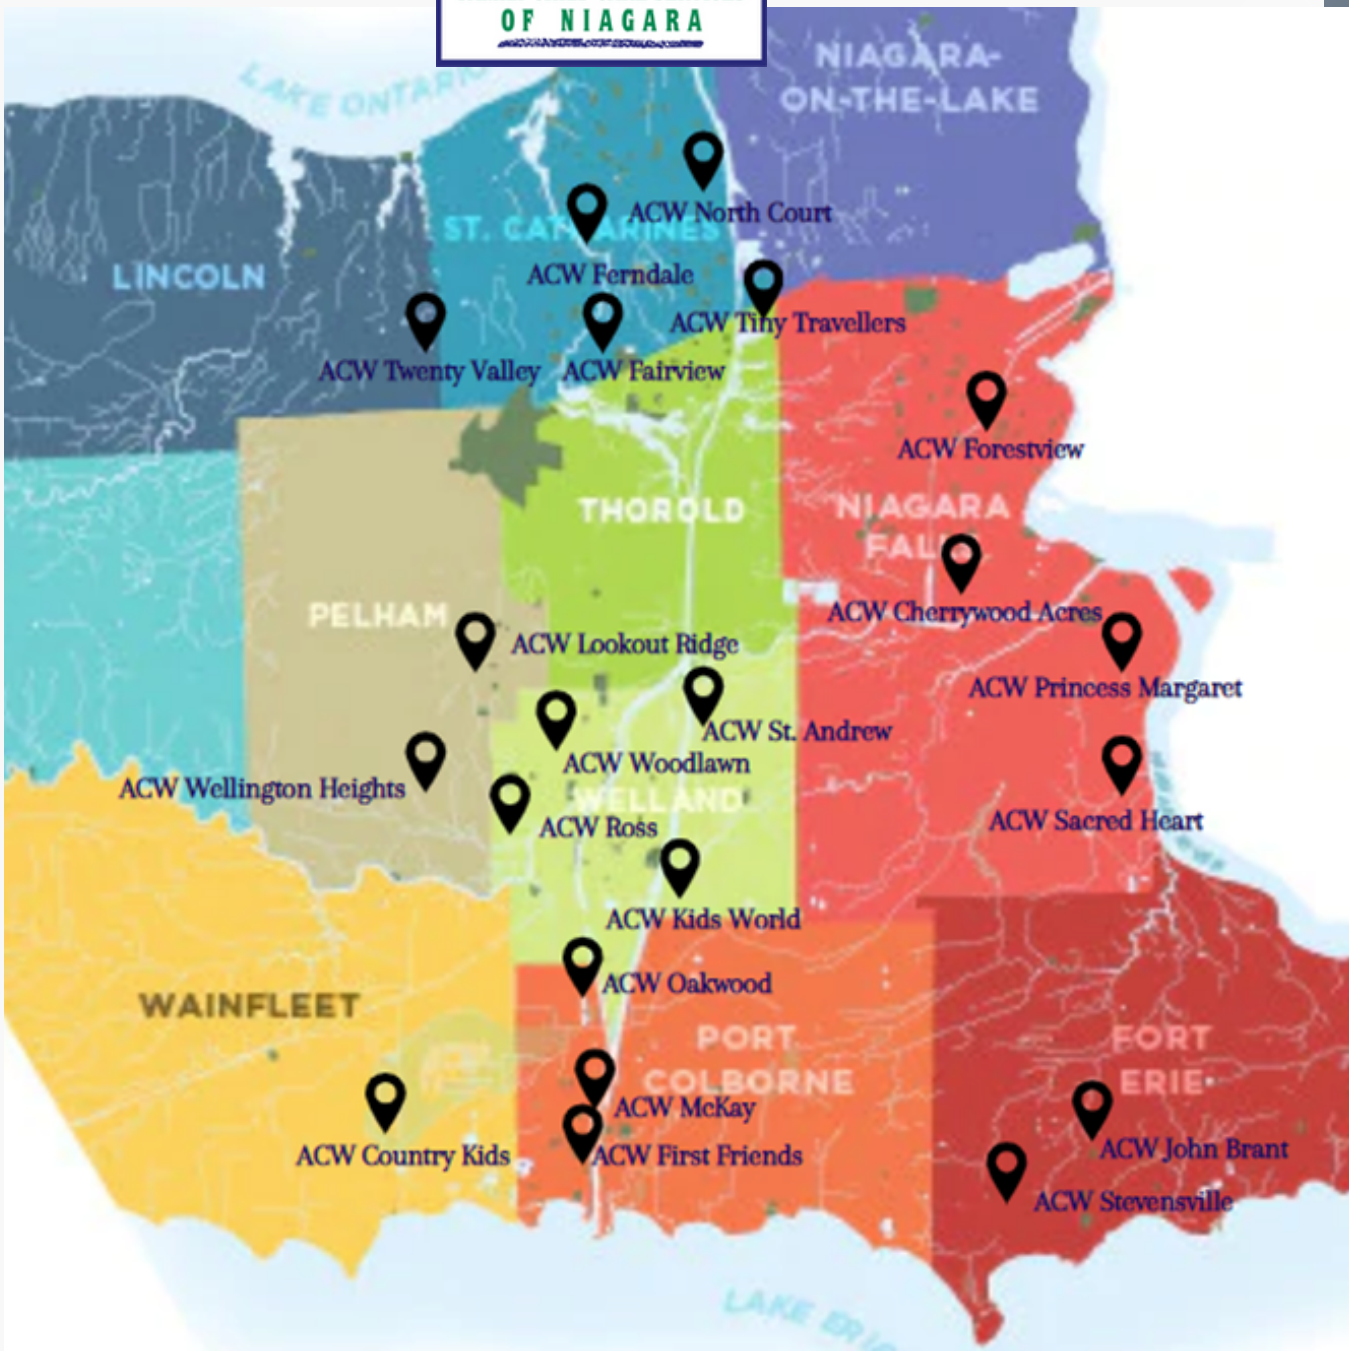 OF NIAGARA
LAKE ONTARIO
NIAGARA-
ON-THE-LAKE
ACW North Court
ST. CATHARINES
LINCOLN
ACW Ferndale
ACW Tiny Travellers
ACW Twenty Valley
ACW Fairview
ACW Forestview
THOROLD
NIAGARA
FALLS
PELHAM
ACW Cherrywood Acres
ACW Lookout Ridge
ACW Princess Margaret
ACW St. Andrew
ACW Woodlawn
ACW Wellington Heights
WELLAND
ACW Ross
ACW Sacred Heart
ACW Kids World
ACW Oakwood
WAINFLEET
PORT
COLBORNE
FORT
ERIE
ACW McKay
ACW Country Kids
ACW First Friends
ACW John Brant
ACW Stevensville
LAKE ERIE